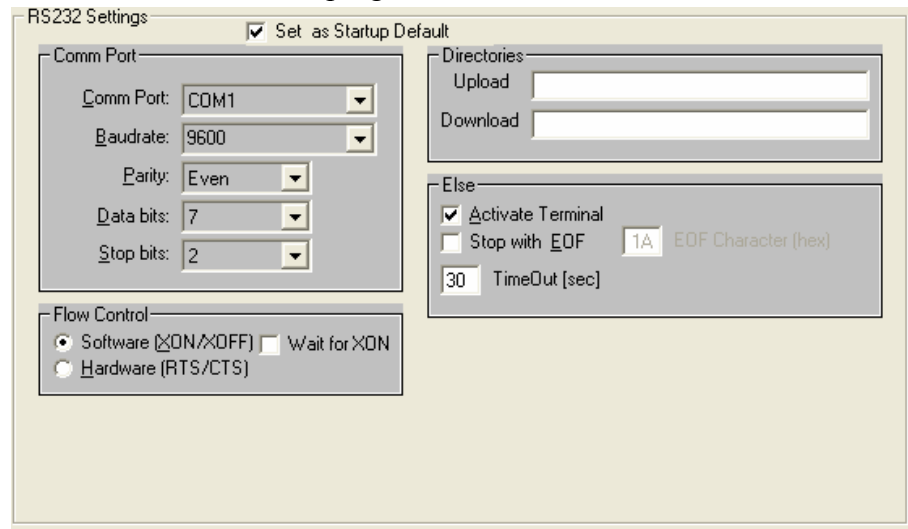 RS232 Settings
Set as Startup Default
Comm Port
Comm Port: COM1
Baudrate: 9600
Parity: Even
Data bits: 7
Stop bits: 2
Flow Control
Software (XON/XOFF) Wait for XON
Hardware (RTS/CTS)
Directories
Upload
Download
Else
Activate Terminal
Stop with EOF 1A EOF Character (hex)
30 TimeOut [sec]